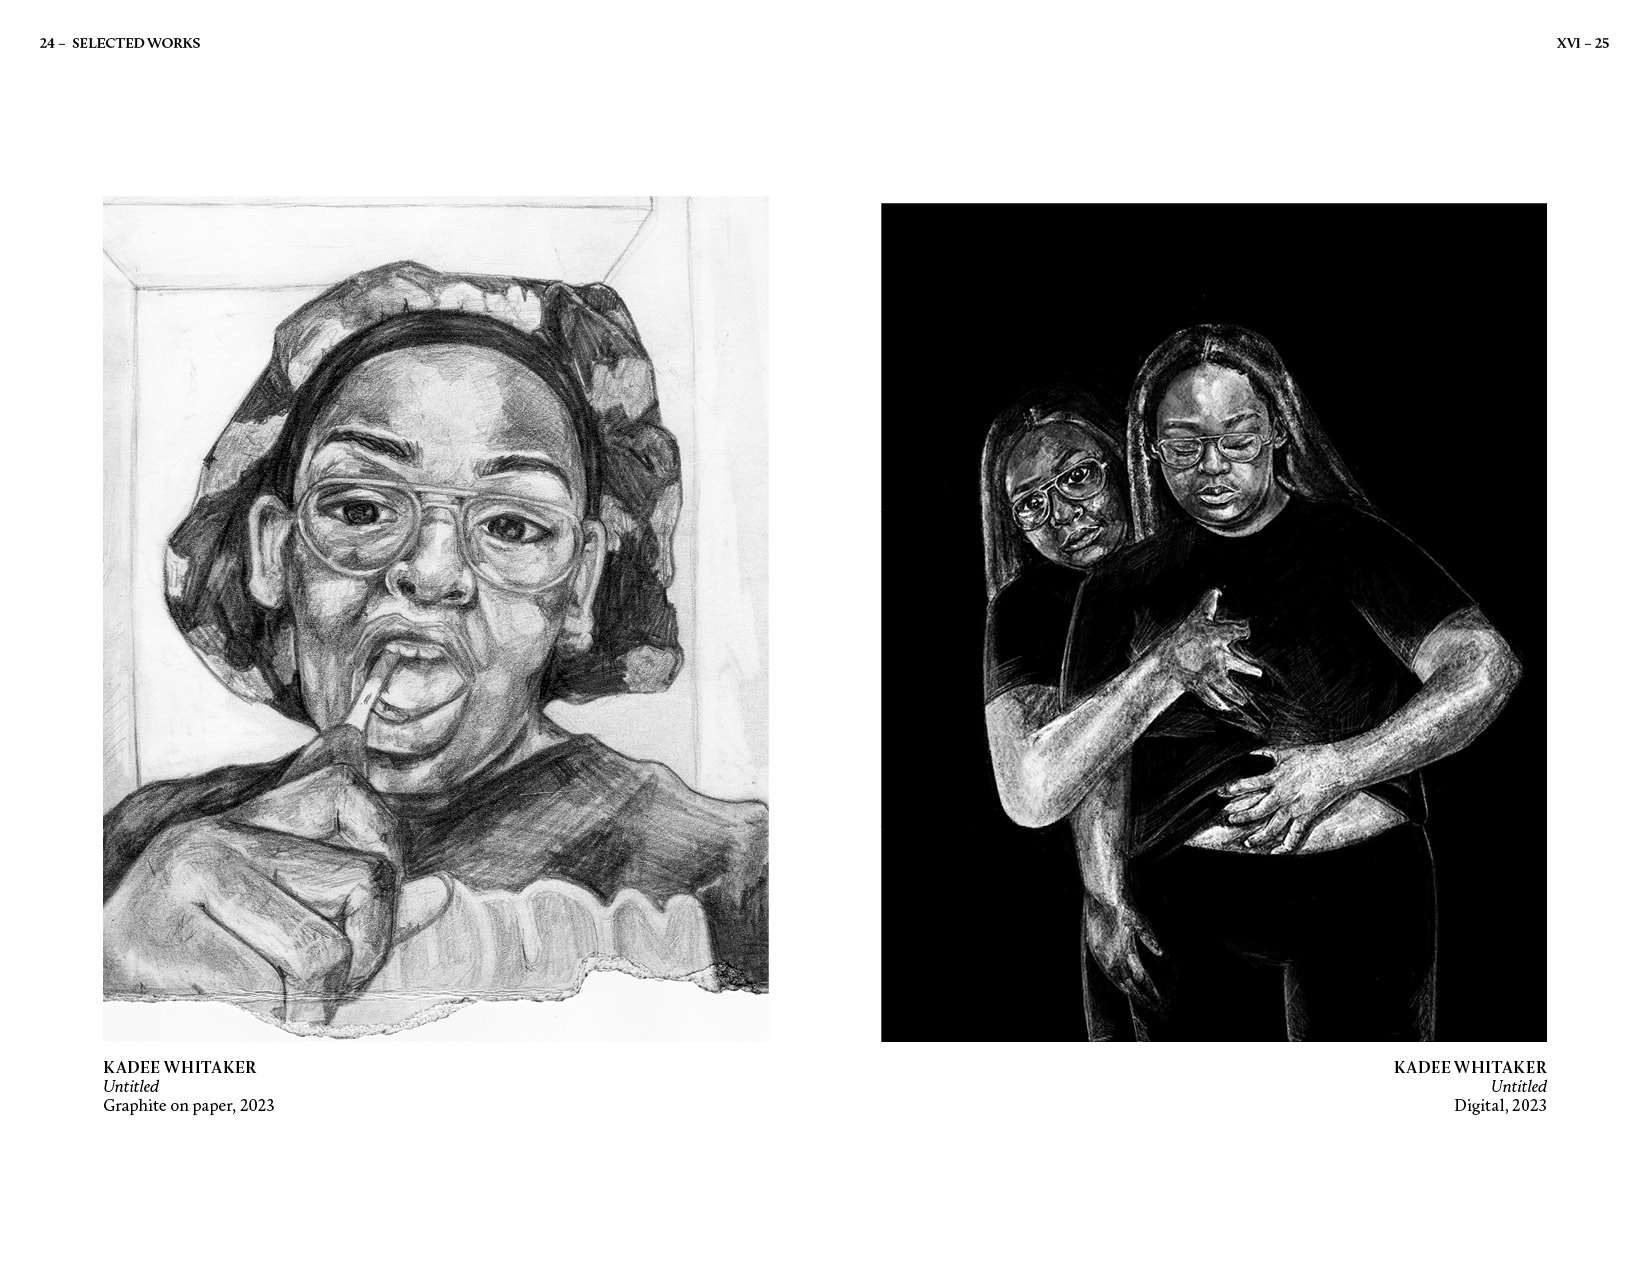 24 – SELECTED WORKS
XVI – 25
KADEE WHITAKER
Untitled
Graphite on paper, 2023
KADEE WHITAKER
Untitled
Digital, 2023